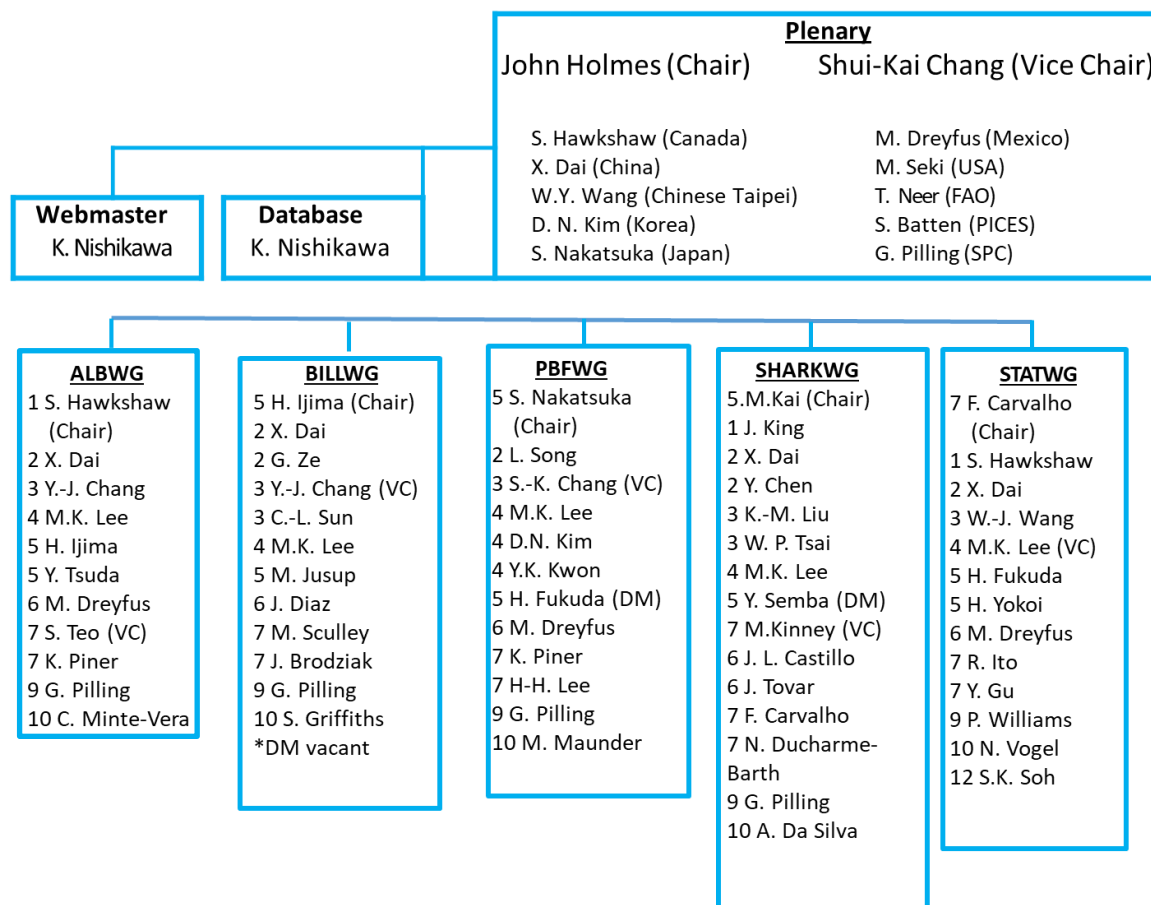 Plenary
John Holmes (Chair) Shui-Kai Chang (Vice Chair)
S. Hawkshaw (Canada) M. Dreyfus (Mexico)
X. Dai (China) M. Seki (USA)
W.Y. Wang (Chinese Taipei) T. Neer (FAO)
D. N. Kim (Korea) S. Batten (PICES)
S. Nakatsuka (Japan) G. Pilling (SPC)
Webmaster
K. Nishikawa
Database
K. Nishikawa
ALBWG
1 S. Hawkshaw
(Chair)
2 X. Dai
3 Y.-J. Chang
4 M.K. Lee
5 H. Ijima
5 Y. Tsuda
6 M. Dreyfus
7 S. Teo (VC)
7 K. Piner
9 G. Pilling
10 C. Minte-Vera
BILLWG
5 H. Ijima (Chair)
2 X. Dai
2 G. Ze
3 Y.-J. Chang (VC)
3 C.-L. Sun
4 M.K. Lee
5 M. Jusup
6 J. Diaz
7 M. Sculley
7 J. Brodziak
9 G. Pilling
10 S. Griffiths
*DM vacant
PBFWG
5 S. Nakatsuka
(Chair)
2 L. Song
3 S.-K. Chang (VC)
4 M.K. Lee
4 D.N. Kim
4 Y.K. Kwon
5 H. Fukuda (DM)
6 M. Dreyfus
7 K. Piner
7 H-H. Lee
9 G. Pilling
10 M. Maunder
SHARKWG
5.M.Kai (Chair)
1 J. King
2 X. Dai
2 Y. Chen
3 K.-M. Liu
3 W. P. Tsai
4 M.K. Lee
5 Y. Semba (DM)
7 M.Kinney (VC)
6 J. L. Castillo
6 J. Tovar
7 F. Carvalho
7 N. Ducharme-
Barth
9 G. Pilling
10 A. Da Silva
STATWG
7 F. Carvalho
(Chair)
1 S. Hawkshaw
2 X. Dai
3 W.-J. Wang
4 M.K. Lee (VC)
5 H. Fukuda
5 H. Yokoi
6 M. Dreyfus
7 R. Ito
7 Y. Gu
9 P. Williams
10 N. Vogel
12 S.K. Soh